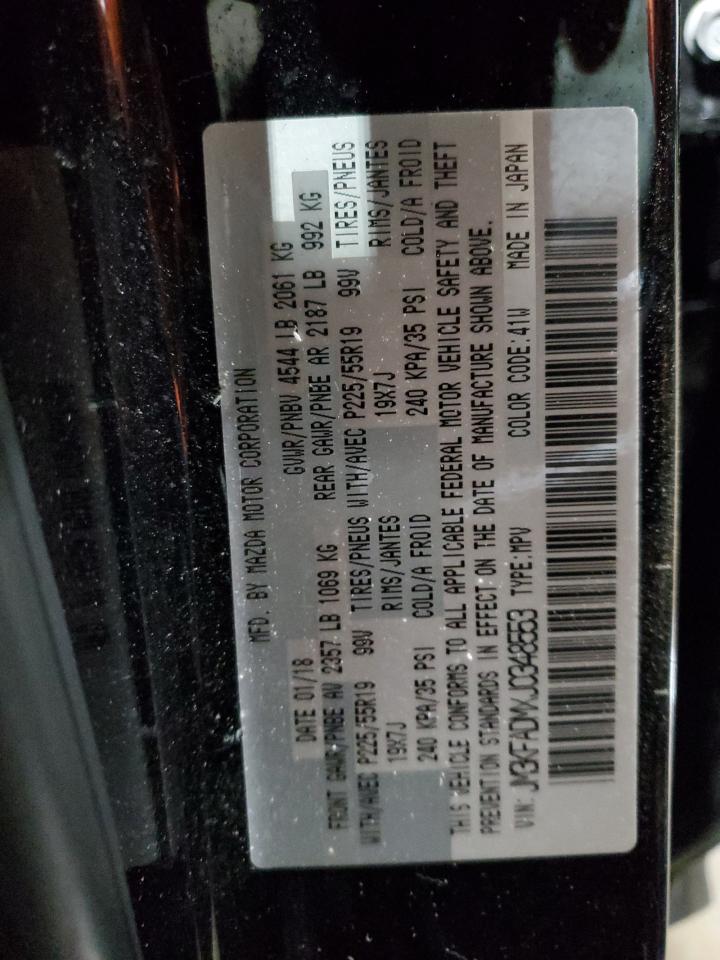 MFD. BY MAZDA MOTOR CORPORATION
DATE 01/18 GVWR/PNBV 4544 LB 2061 KG
FRONT GAWR/PNBE AV 2357 LB 1069 KG REAR GAWR/PNBE AR 2187 LB 992 KG
WITH/AVEC P225/55R19 99V TIRES/PNEUS WITH/AVEC P225/55R19 99V TIRES/PNEUS
19X7J RIMS/JANTES 19X7J RIMS/JANTES
240 KPA/35 PSI COLD/A FROID 240 KPA/35 PSI COLD/A FROID
THIS VEHICLE CONFORMS TO ALL APPLICABLE FEDERAL MOTOR VEHICLE SAFETY AND THEFT
PREVENTION STANDARDS IN EFFECT ON THE DATE OF MANUFACTURE SHOWN ABOVE.
VIN: JM3KFADMXJ0348553 TYPE:MPV COLOR CODE:41W MADE IN JAPAN